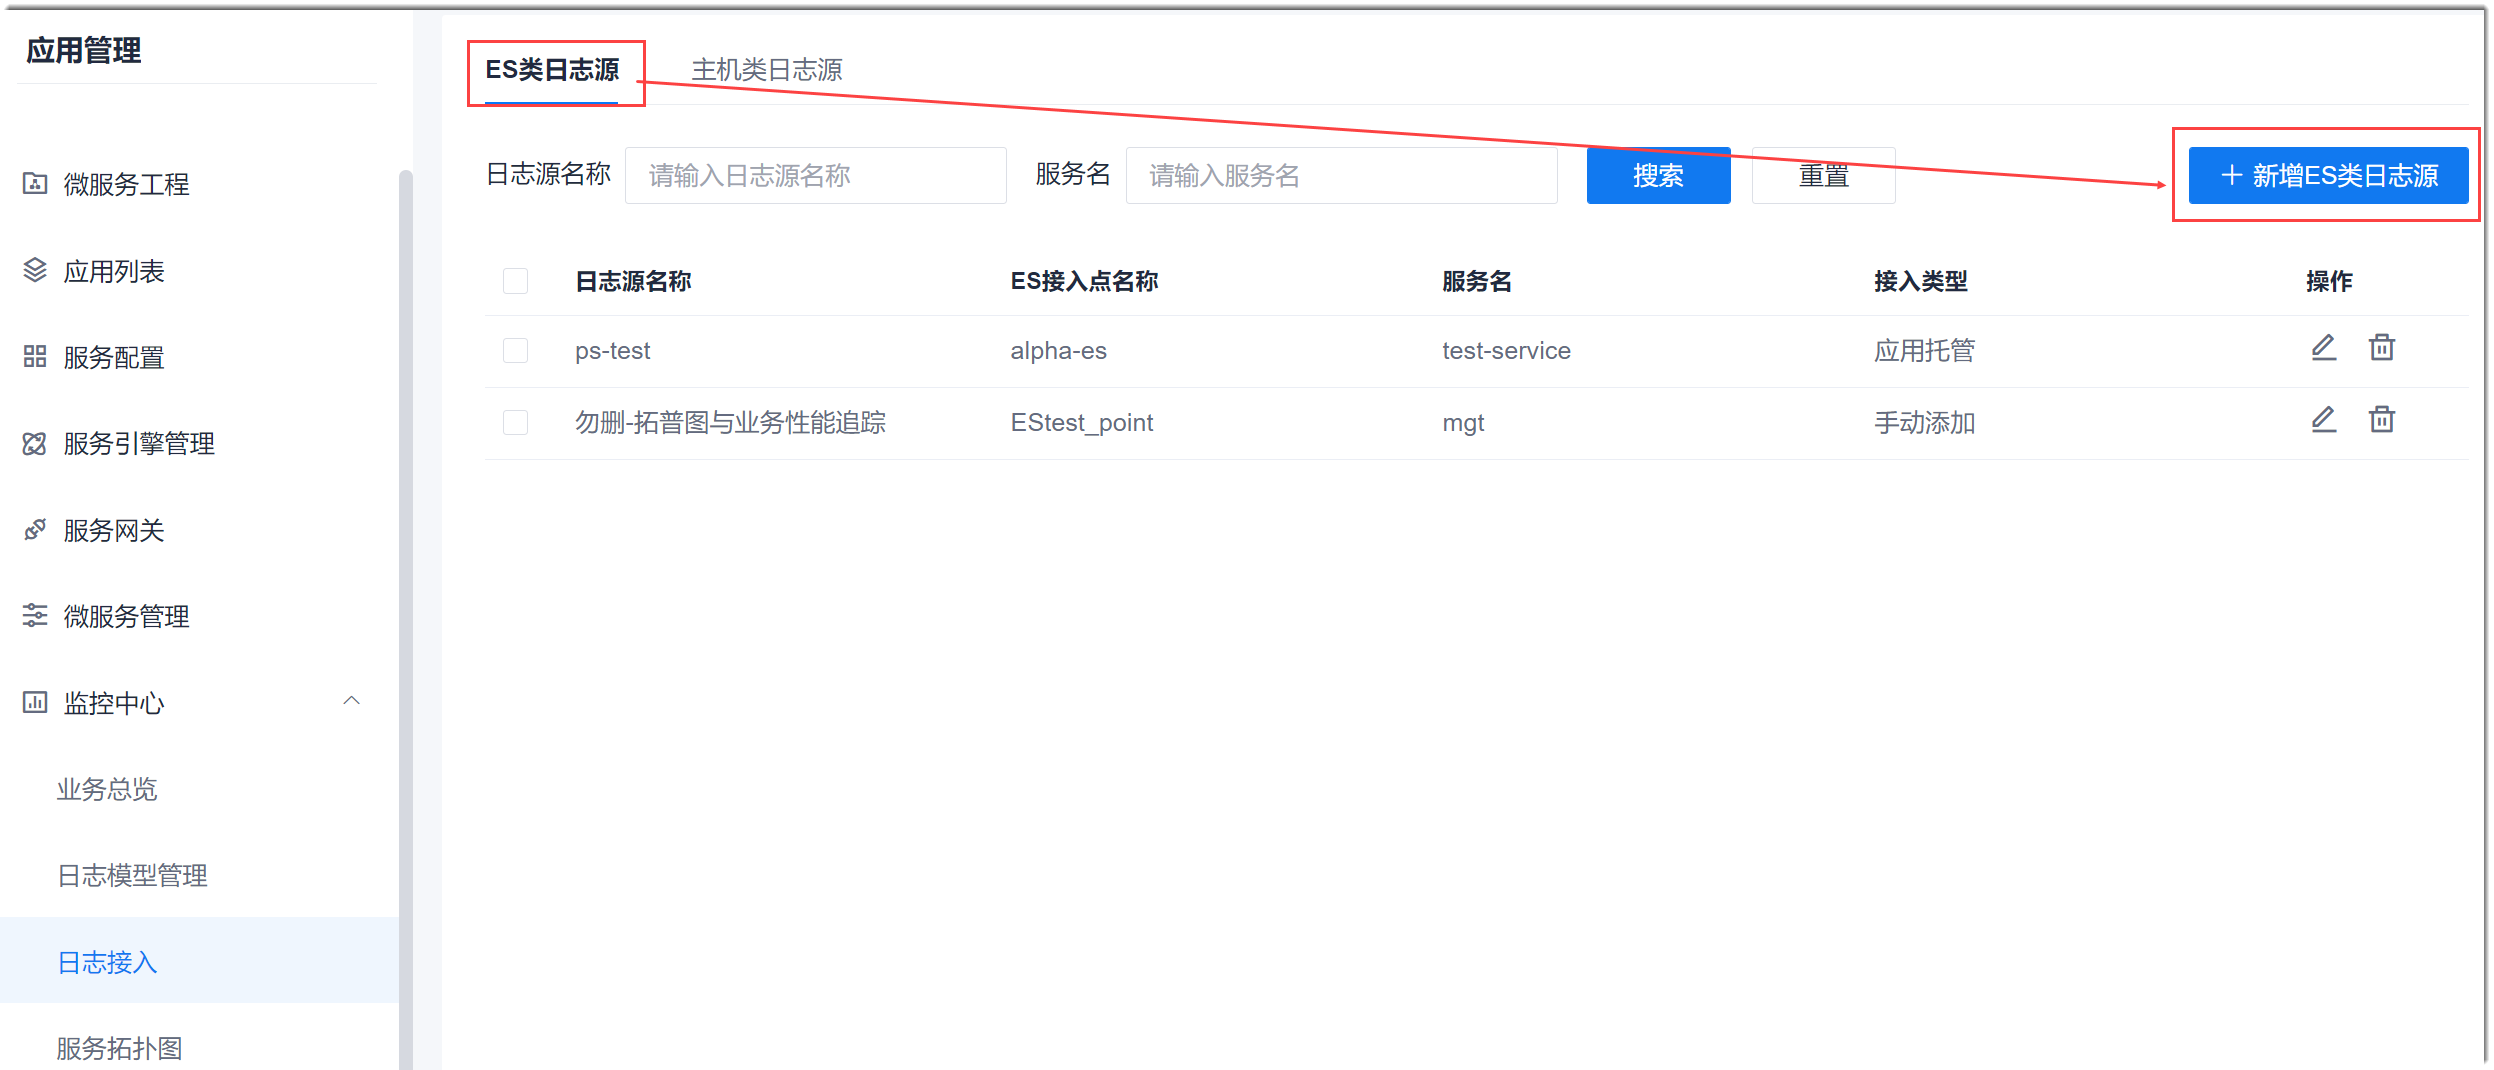 应用管理
微服务工程
应用列表
服务配置
服务引擎管理
服务网关
微服务管理
监控中心
业务总览
日志模型管理
日志接入
服务拓扑图
ES类日志源 主机类日志源
日志源名称 请输入日志源名称 服务名 请输入服务名 搜索 重置 新增ES类日志源
日志源名称 ES接入点名称 服务名 接入类型 操作
ps-test alpha-es test-service 应用托管
勿删-拓普图与业务性能追踪 EStest_point mgt 手动添加